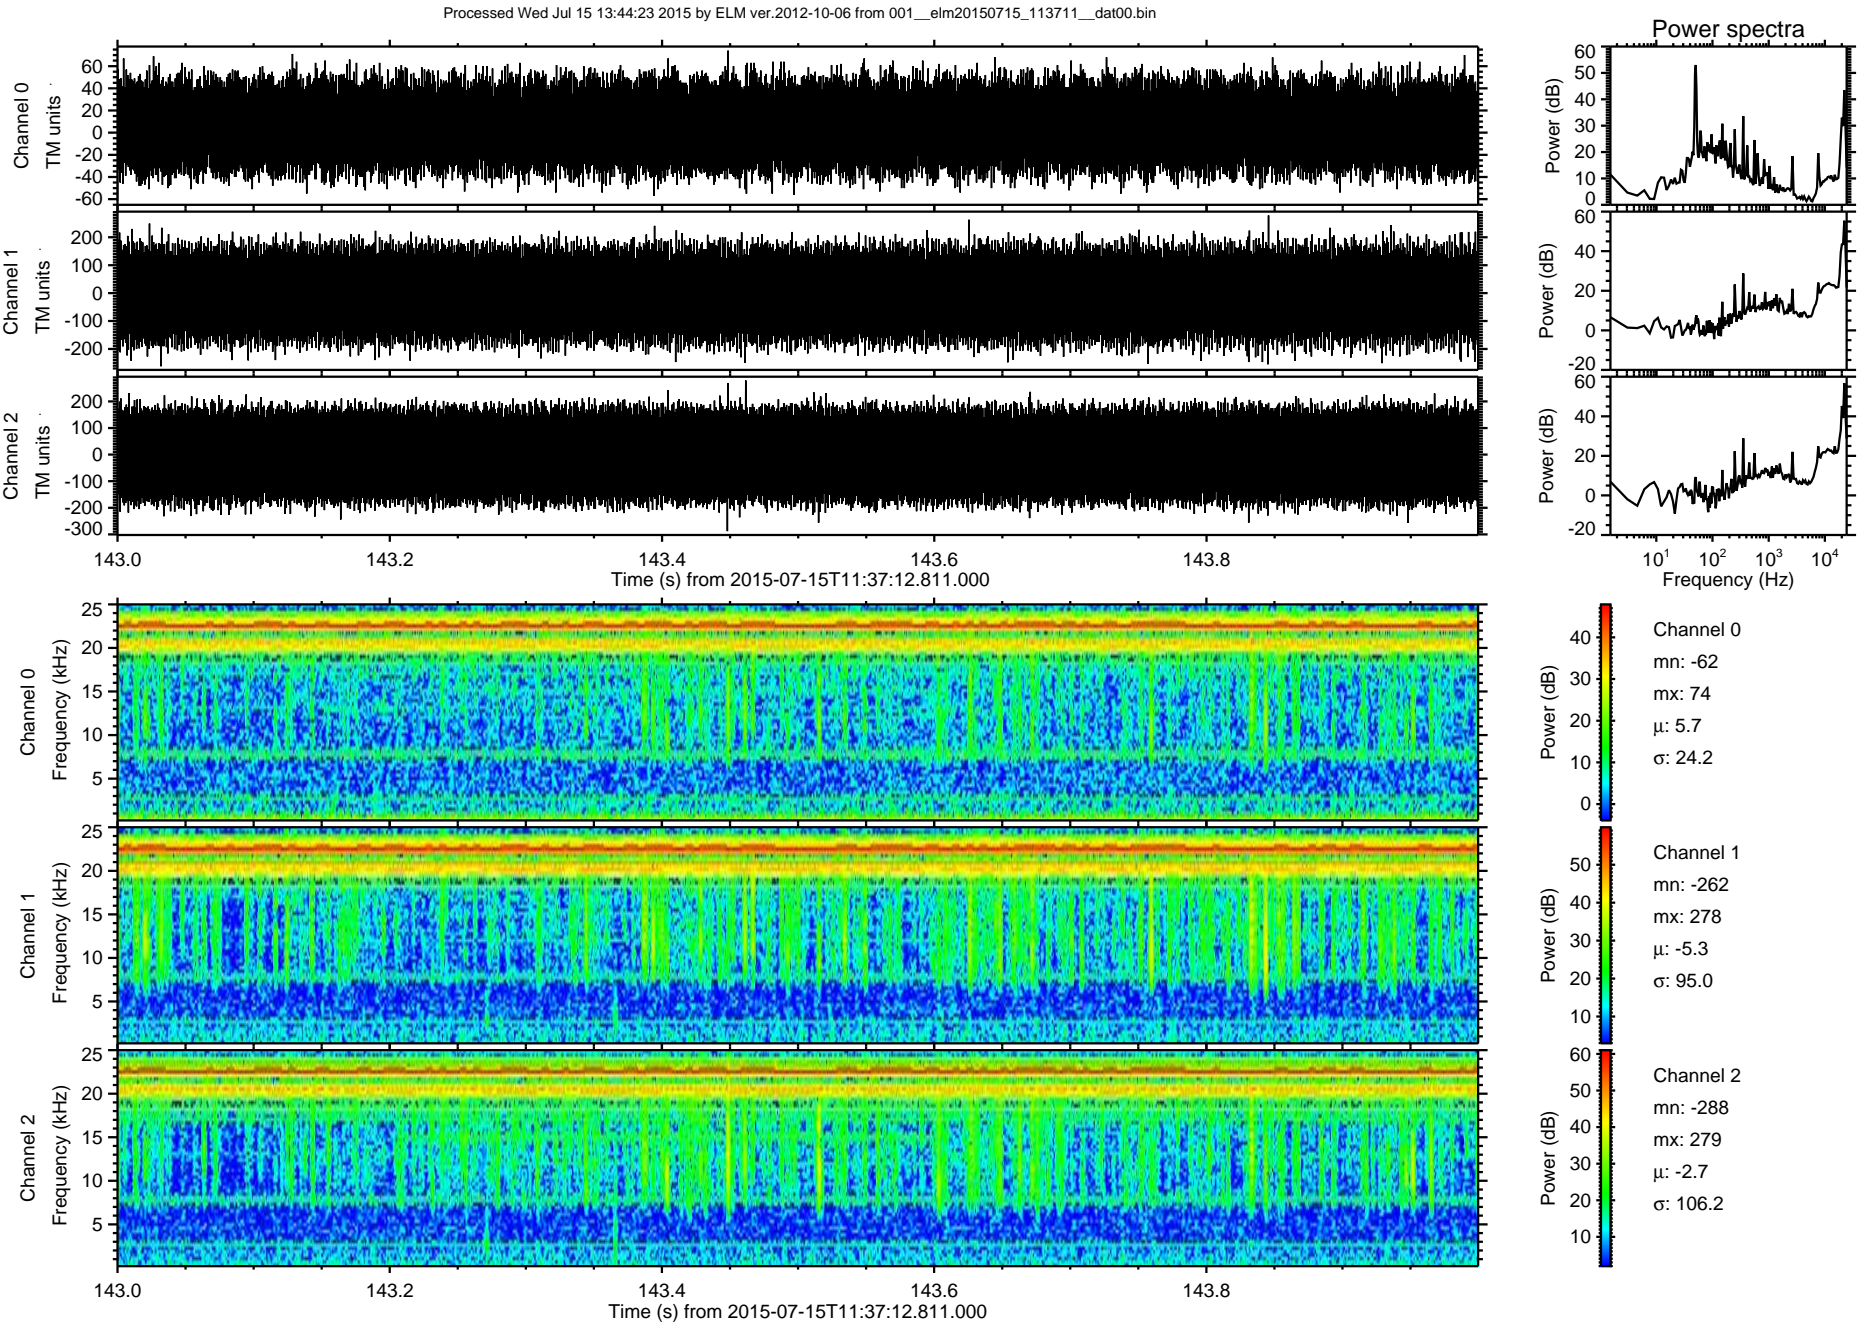 Processed Wed Jul 15 13:44:23 2015 by ELM ver.2012-10-06 from 001__elm20150715_113711__dat00.bin
Power spectra
Channel 0
TM units
60
40
20
0
-20
-40
-60
Power (dB)
60
50
40
30
20
10
0
Channel 1
TM units
200
100
0
-100
-200
Power (dB)
60
40
20
0
-20
Channel 2
TM units
200
100
0
-100
-200
-300
Power (dB)
60
40
20
0
-20
143.0 143.2 143.4 143.6 143.8
Time (s) from 2015-07-15T11:37:12.811.000
10^1 10^2 10^3 10^4
Frequency (Hz)
Channel 0
Frequency (kHz)
25
20
15
10
5
Power (dB)
40
30
20
10
0
Channel 0
mn: -62
mx: 74
μ: 5.7
σ: 24.2
Channel 1
Frequency (kHz)
25
20
15
10
5
Power (dB)
50
40
30
20
10
Channel 1
mn: -262
mx: 278
μ: -5.3
σ: 95.0
Channel 2
Frequency (kHz)
25
20
15
10
5
Power (dB)
60
50
40
30
20
10
Channel 2
mn: -288
mx: 279
μ: -2.7
σ: 106.2
143.0 143.2 143.4 143.6 143.8
Time (s) from 2015-07-15T11:37:12.811.000